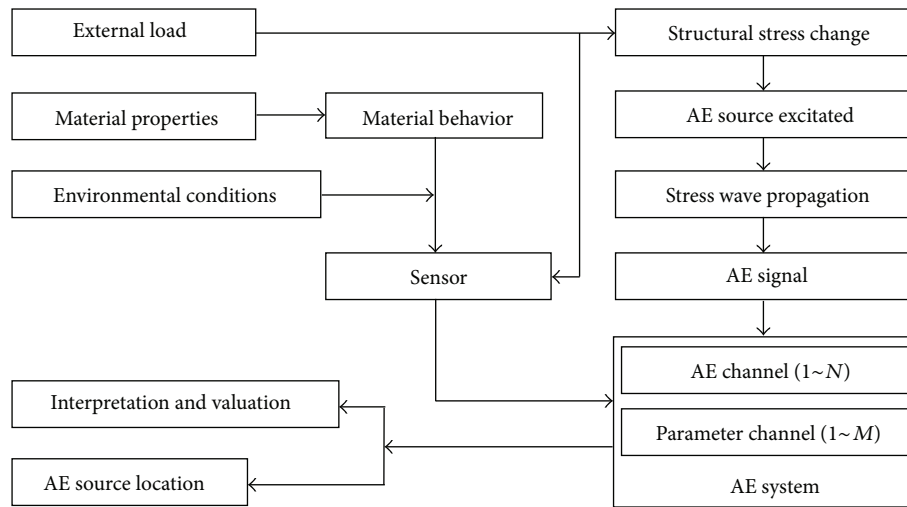 External load
Structural stress change
Material properties
Material behavior
AE source excitated
Environmental conditions
Stress wave propagation
Sensor
AE signal
AE channel (1~N)
Interpretation and valuation
Parameter channel (1~M)
AE source location
AE system